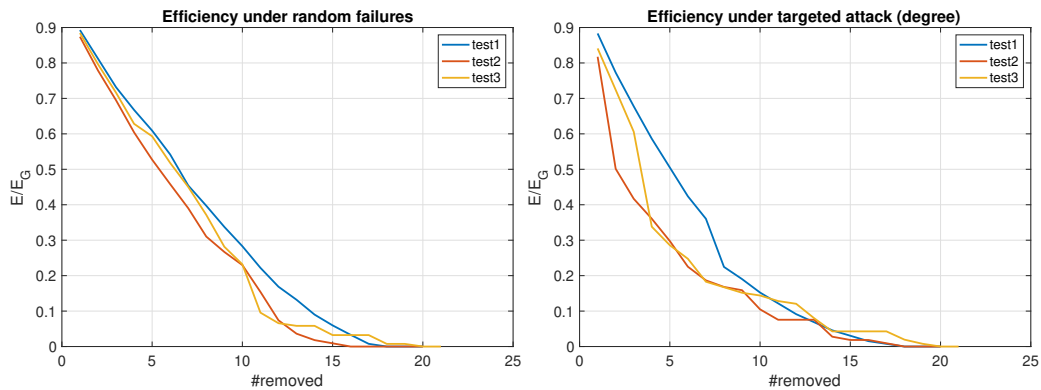 Efficiency under random failures
0.9
0.8
0.7
0.6
0.5
0.4
0.3
0.2
0.1
0
E/E_G
0 5 10 15 20 25
#removed
test1
test2
test3
Efficiency under targeted attack (degree)
0.9
0.8
0.7
0.6
0.5
0.4
0.3
0.2
0.1
0
E/E_G
0 5 10 15 20 25
#removed
test1
test2
test3